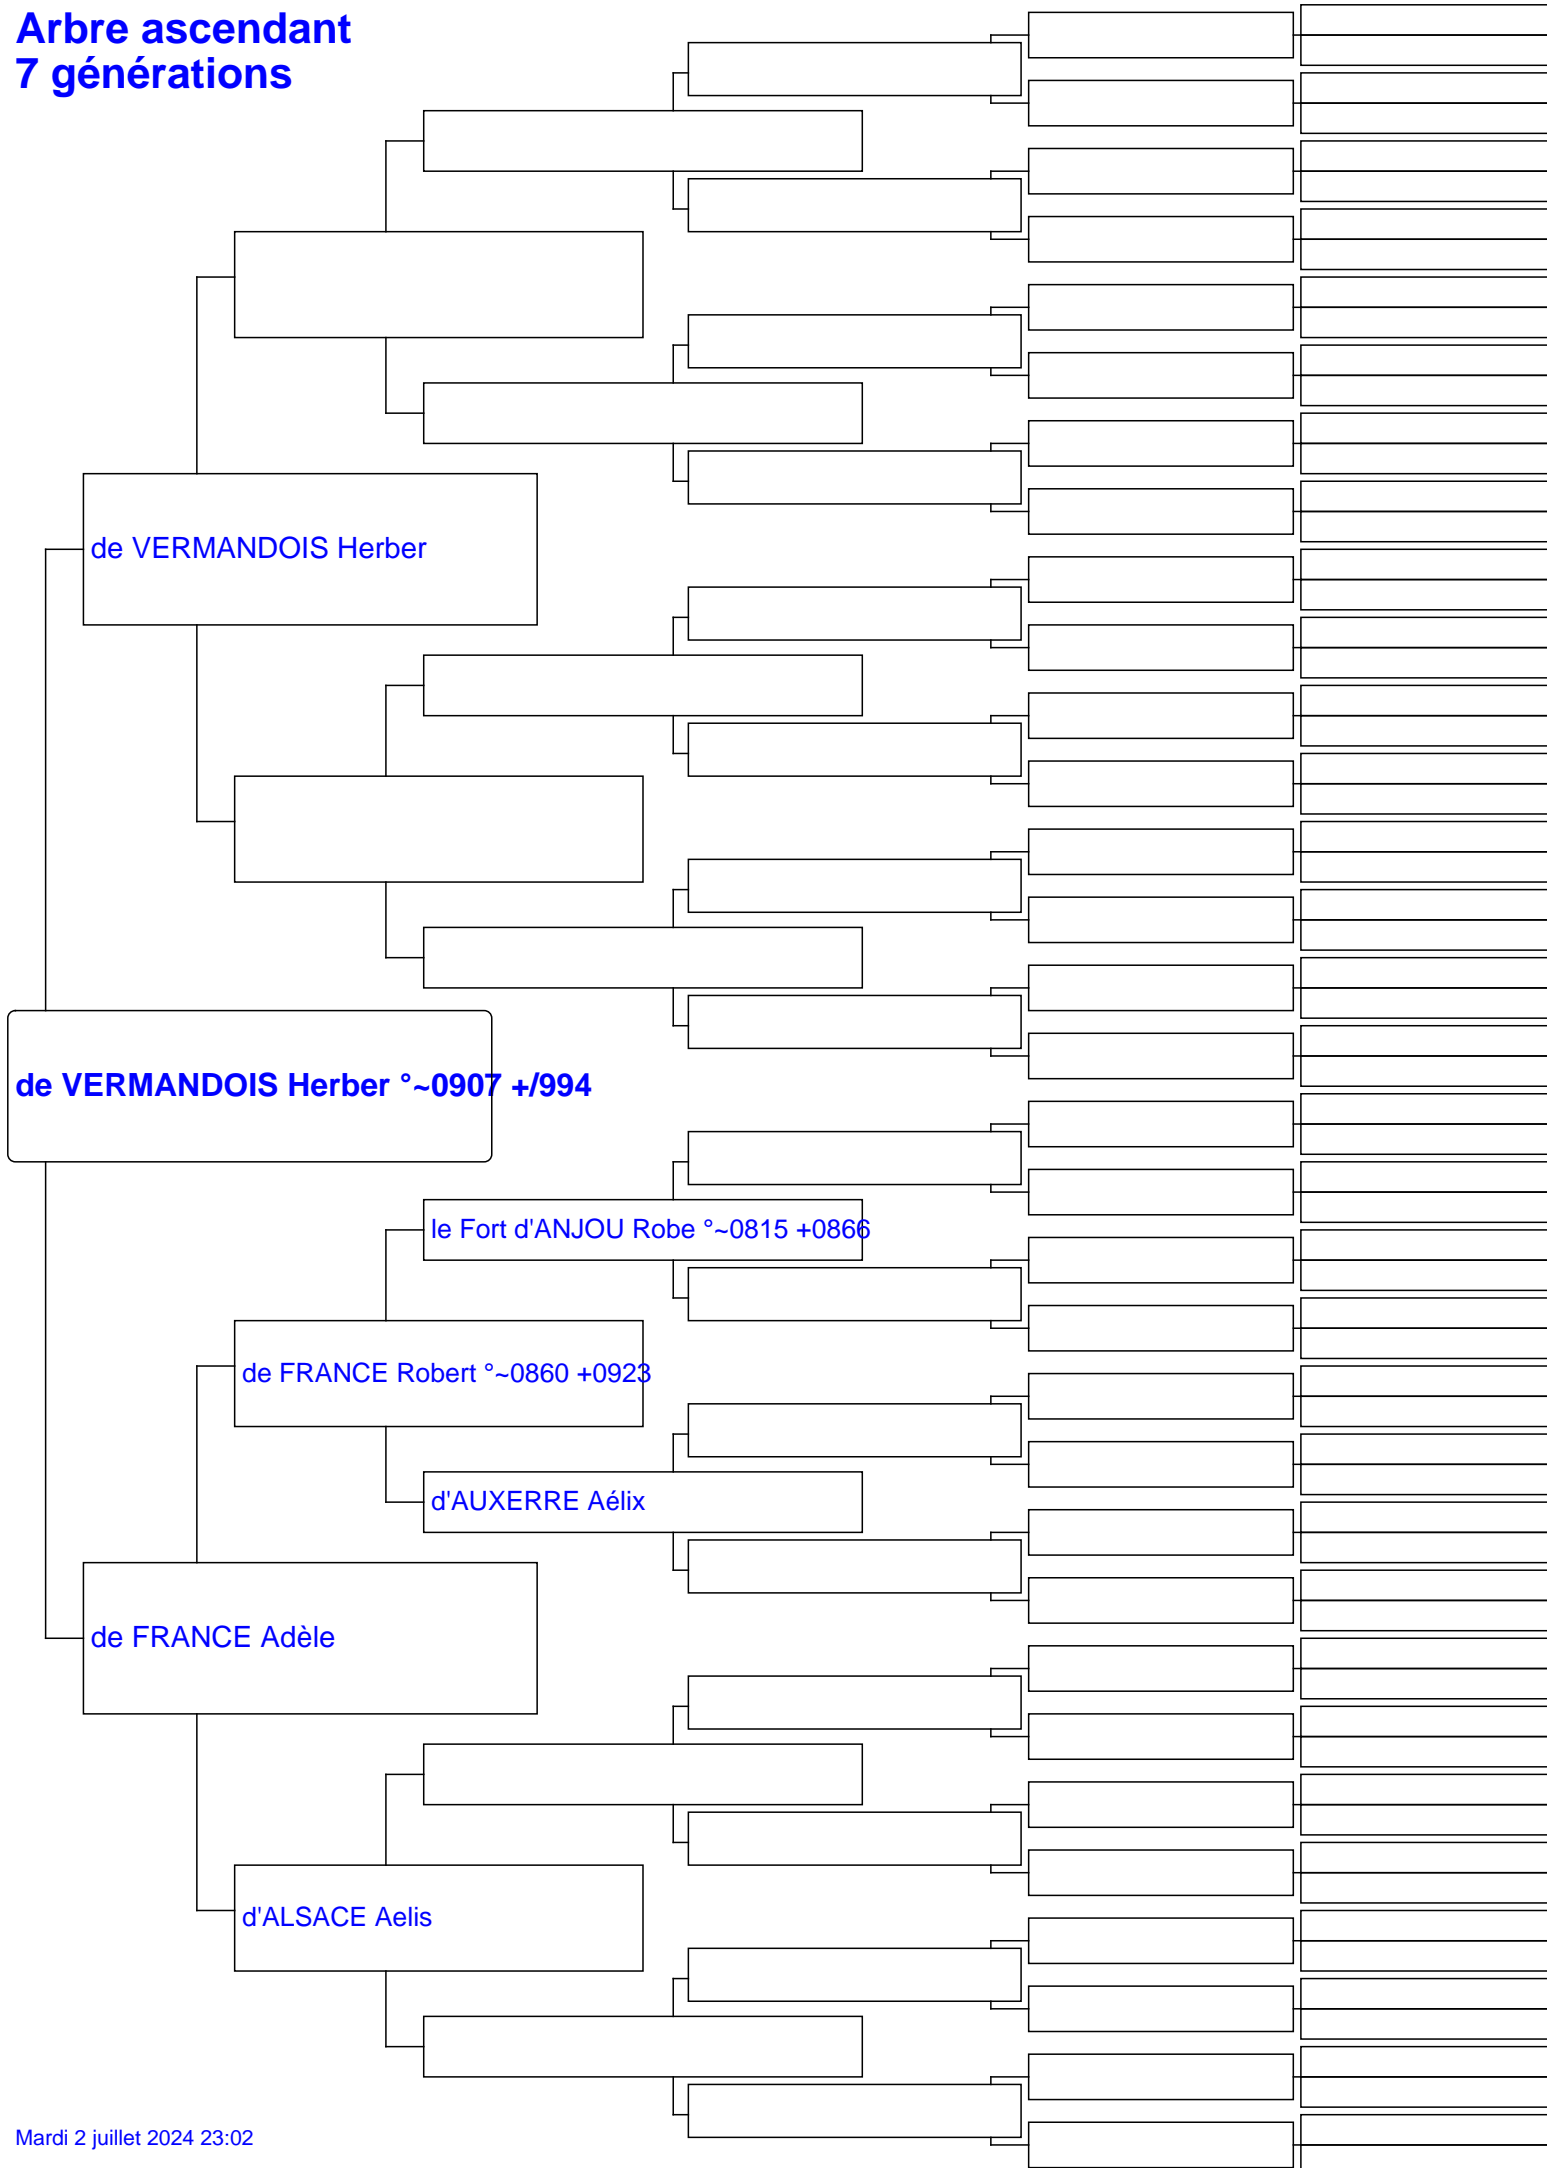 Arbre ascendant
7 générations
de VERMANDOIS Herber
de VERMANDOIS Herber °~0907 +/994
le Fort d'ANJOU Robe °~0815 +0866
de FRANCE Robert °~0860 +0923
d'AUXERRE Aélix
de FRANCE Adèle
d'ALSACE Aelis
Mardi 2 juillet 2024 23:02